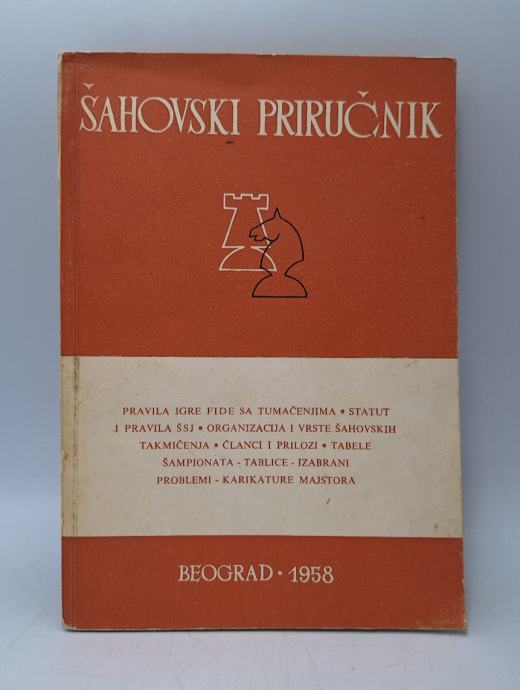 ŠAHOVSKI PRIRUČNIK
PRAVILA IGRE FIDE SA TUMAČENJIMA • STATUT
I PRAVILA ŠSJ • ORGANIZACIJA I VRSTE ŠAHOVSKIH
TAKMIČENJA • ČLANCI I PRILOZI • TABELE
ŠAMPIONATA - TABLICE - IZABRANI
PROBLEMI - KARIKATURE MAJSTORA
BEOGRAD • 1958